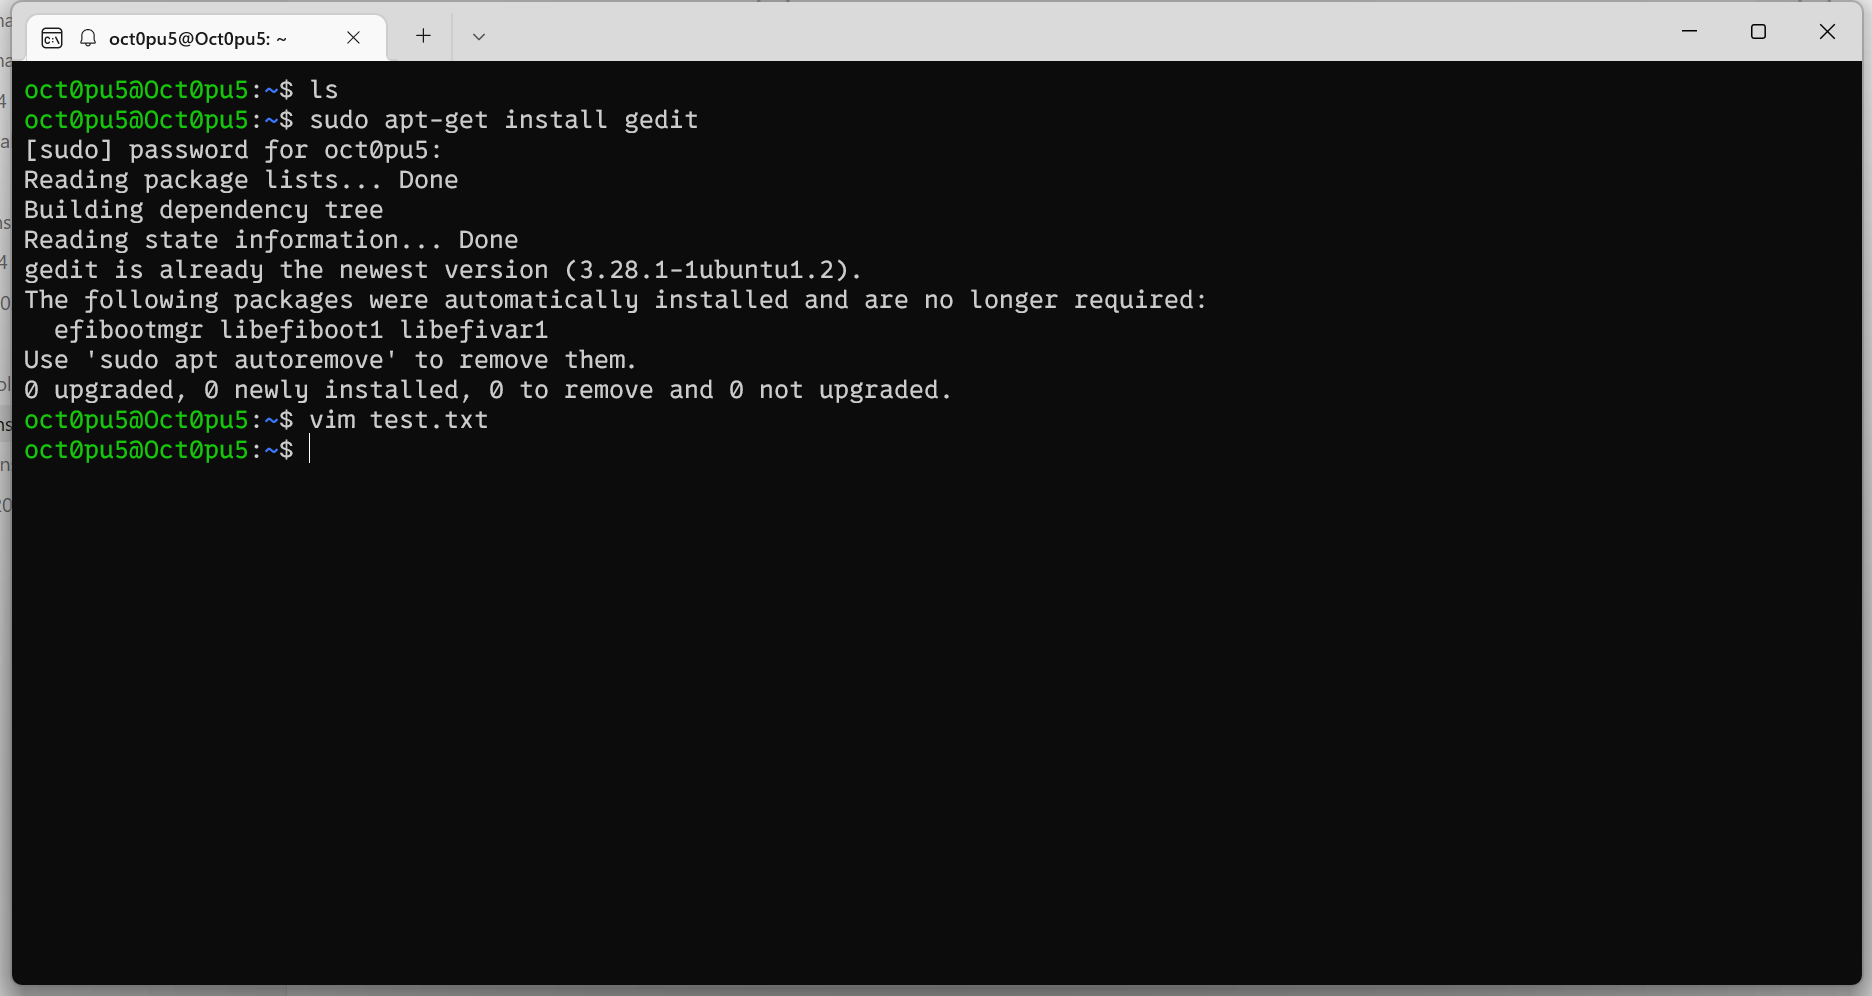 oct0pu5@Oct0pu5: ~
oct0pu5@Oct0pu5:~$ ls
oct0pu5@Oct0pu5:~$ sudo apt-get install gedit
[sudo] password for oct0pu5:
Reading package lists... Done
Building dependency tree
Reading state information... Done
gedit is already the newest version (3.28.1-1ubuntu1.2).
The following packages were automatically installed and are no longer required:
  efibootmgr libefiboot1 libefivar1
Use 'sudo apt autoremove' to remove them.
0 upgraded, 0 newly installed, 0 to remove and 0 not upgraded.
oct0pu5@Oct0pu5:~$ vim test.txt
oct0pu5@Oct0pu5:~$